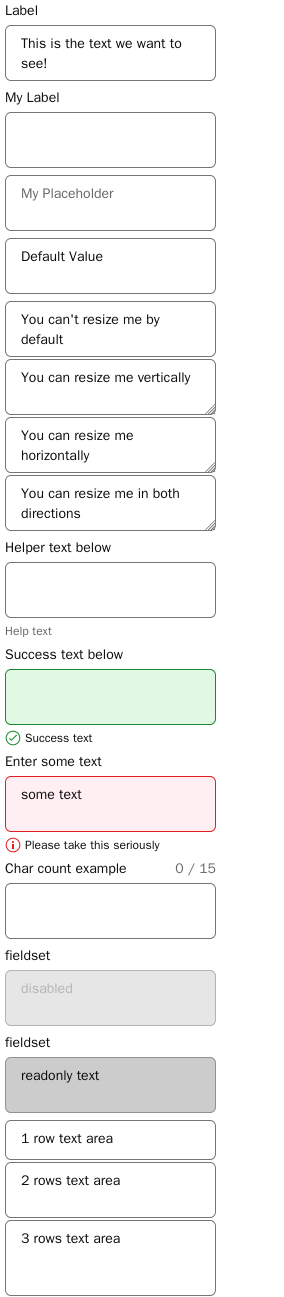 Label
This is the text we want to
see!
My Label
My Placeholder
Default Value
You can't resize me by
default
You can resize me vertically
You can resize me
horizontally
You can resize me in both
directions
Helper text below
Help text
Success text below
Success text
Enter some text
some text
Please take this seriously
Char count example 0 / 15
fieldset
disabled
fieldset
readonly text
1 row text area
2 rows text area
3 rows text area